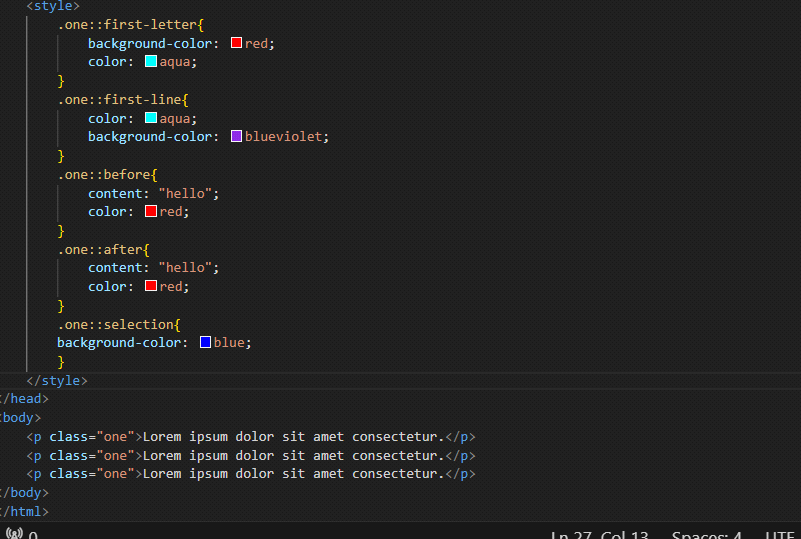 <style>
.one::first-letter{
background-color: red;
color: aqua;
}
.one::first-line{
color: aqua;
background-color: blueviolet;
}
.one::before{
content: "hello";
color: red;
}
.one::after{
content: "hello";
color: red;
}
.one::selection{
background-color: blue;
}
</style>
</head>
<body>
<p class="one">Lorem ipsum dolor sit amet consectetur.</p>
<p class="one">Lorem ipsum dolor sit amet consectetur.</p>
<p class="one">Lorem ipsum dolor sit amet consectetur.</p>
</body>
</html>
0 Ln 27, Col 13 Spaces: 4 UTF